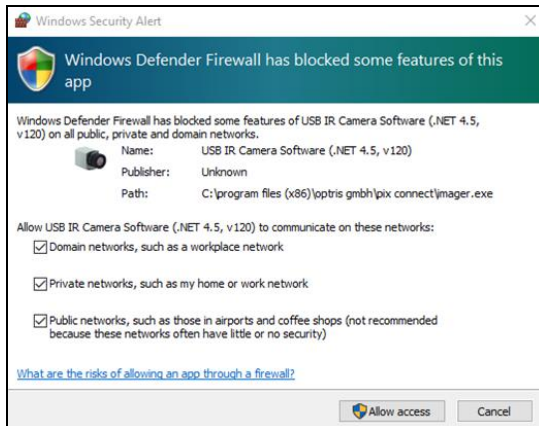 Windows Security Alert
Windows Defender Firewall has blocked some features of this
app
Windows Defender Firewall has blocked some features of USB IR Camera Software (.NET 4.5,
v120) on all public, private and domain networks.
Name: USB IR Camera Software (.NET 4.5, v120)
Publisher: Unknown
Path: C:\program files (x86)\optris gmbh\pix connect\imager.exe
Allow USB IR Camera Software (.NET 4.5, v120) to communicate on these networks:
Domain networks, such as a workplace network
Private networks, such as my home or work network
Public networks, such as those in airports and coffee shops (not recommended
because these networks often have little or no security)
What are the risks of allowing an app through a firewall?
Allow access Cancel